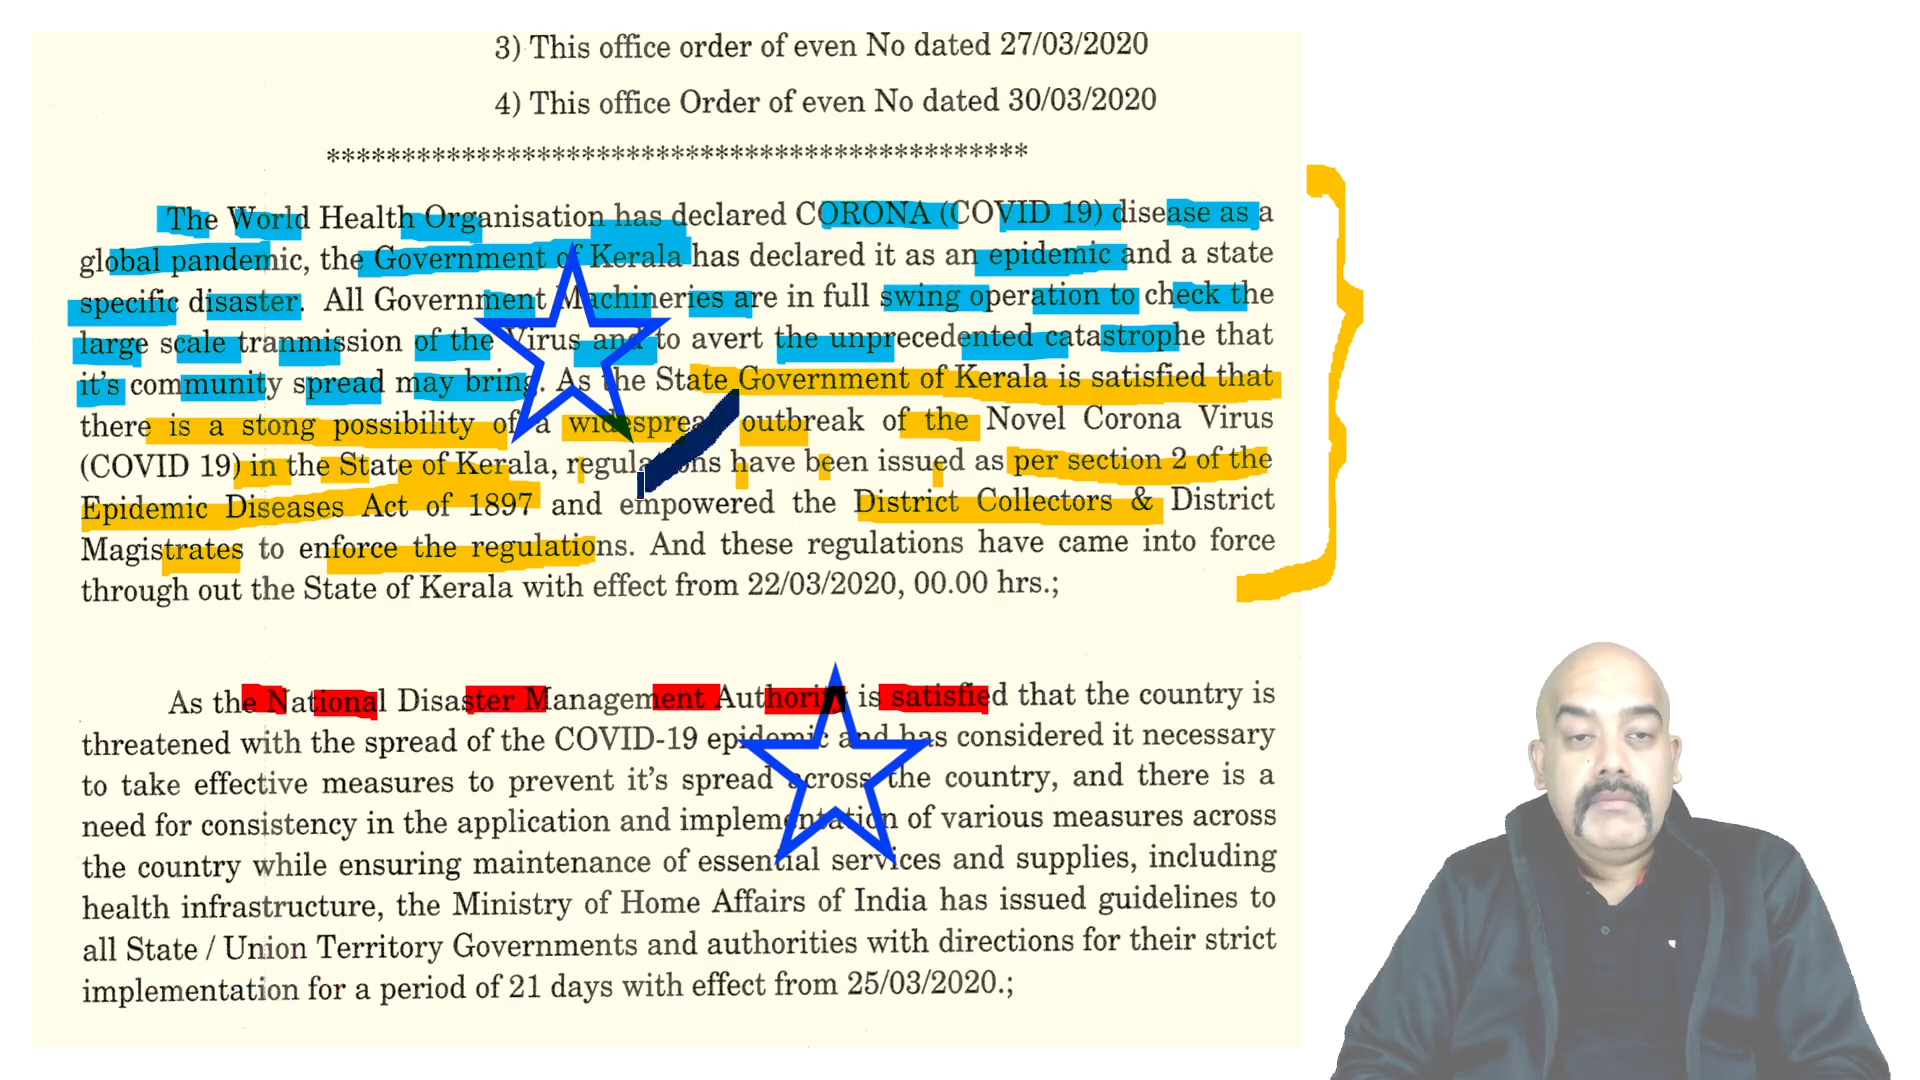 3) This office order of even No dated 27/03/2020
4) This office Order of even No dated 30/03/2020
***********************************************
The World Health Organisation has declared CORONA (COVID 19) disease as a
global pandemic, the Government of Kerala has declared it as an epidemic and a state
specific disaster. All Government Machineries are in full swing operation to check the
large scale tranmission of the Virus and to avert the unprecedented catastrophe that
it's community spread may bring. As the State Government of Kerala is satisfied that
there is a stong possibility of a widespread outbreak of the Novel Corona Virus
(COVID 19) in the State of Kerala, regulations have been issued as per section 2 of the
Epidemic Diseases Act of 1897 and empowered the District Collectors & District
Magistrates to enforce the regulations. And these regulations have came into force
through out the State of Kerala with effect from 22/03/2020, 00.00 hrs.;
As the National Disaster Management Authority is satisfied that the country is
threatened with the spread of the COVID-19 epidemic and has considered it necessary
to take effective measures to prevent it's spread across the country, and there is a
need for consistency in the application and implementation of various measures across
the country while ensuring maintenance of essential services and supplies, including
health infrastructure, the Ministry of Home Affairs of India has issued guidelines to
all State / Union Territory Governments and authorities with directions for their strict
implementation for a period of 21 days with effect from 25/03/2020.;